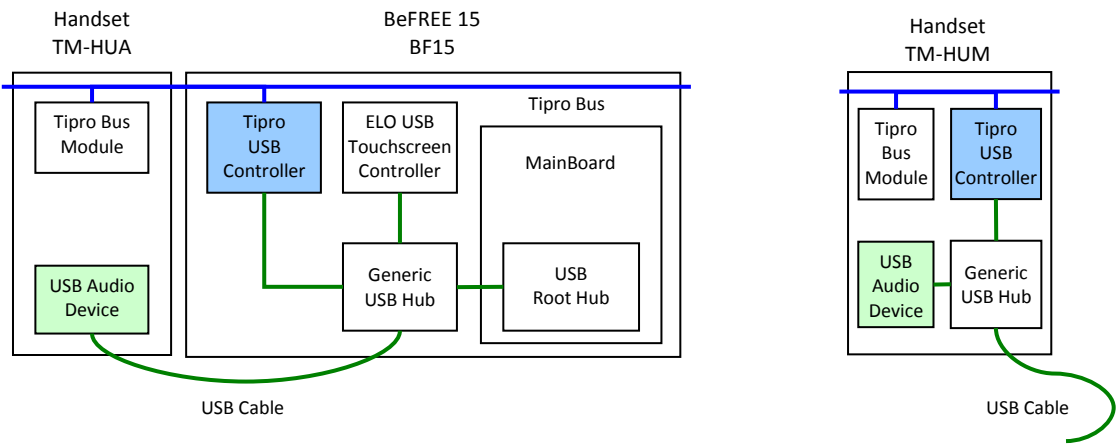 Handset
TM-HUA
BeFREE 15
BF15
Handset
TM-HUM
Tipro Bus
Module
Tipro
USB
Controller
ELO USB
Touchscreen
Controller
Tipro Bus
MainBoard
USB Audio
Device
Generic
USB Hub
USB
Root Hub
USB Cable
Tipro
Bus
Module
Tipro
USB
Controller
USB
Audio
Device
Generic
USB Hub
USB Cable